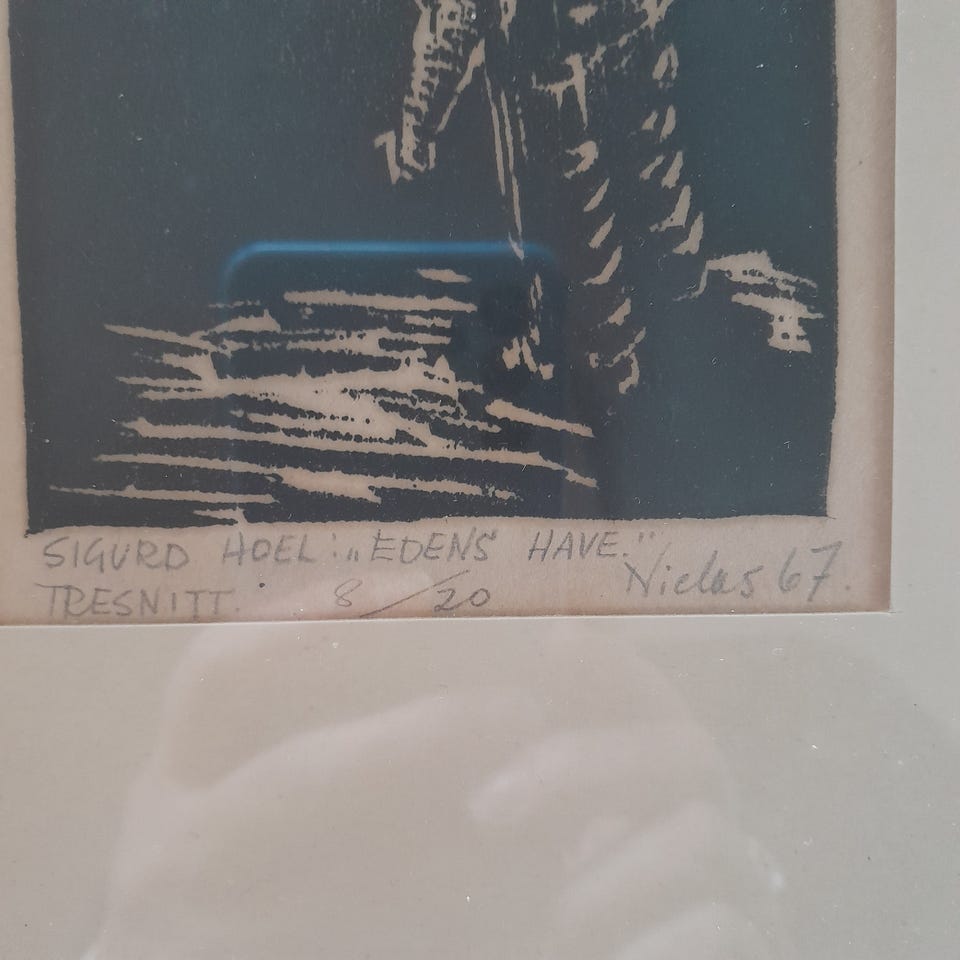 SIGURD HOEL: „EDENS HAVE."
Niclas 67.
TRESNITT. 8/20